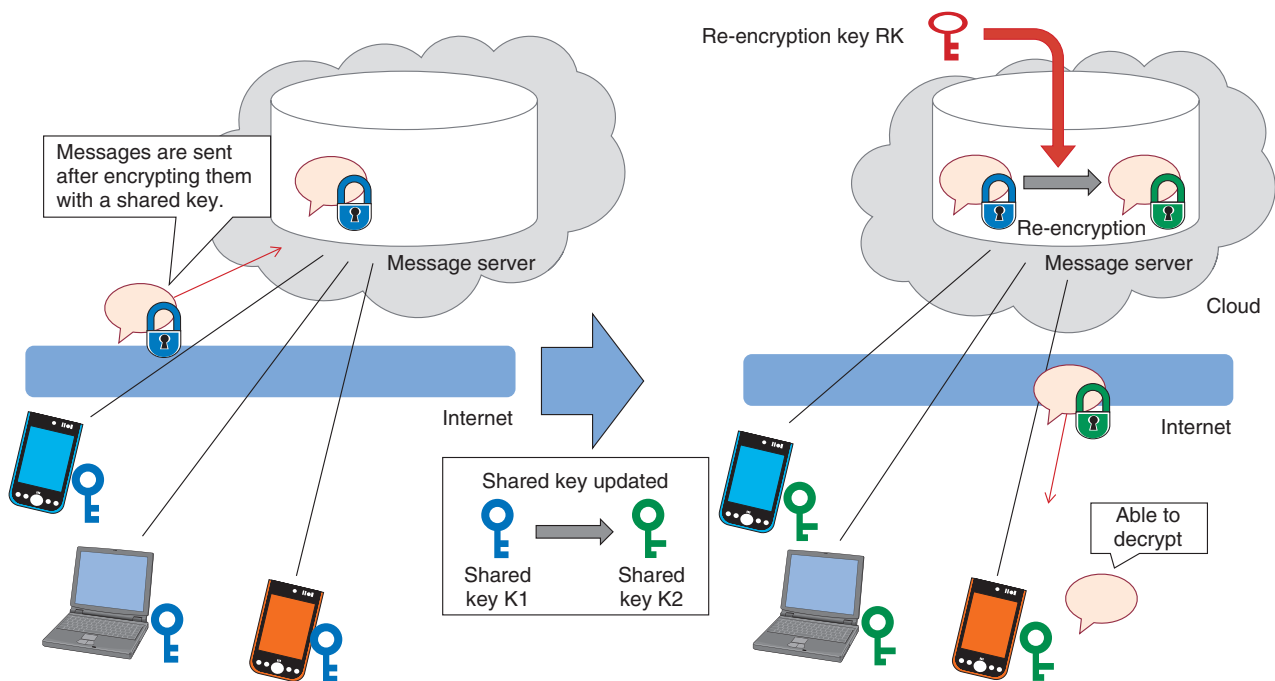 Re-encryption key RK
Messages are sent
after encrypting them
with a shared key.
Message server
Internet
Shared key updated
Shared
key K1
Shared
key K2
Re-encryption
Message server
Cloud
Internet
Able to
decrypt